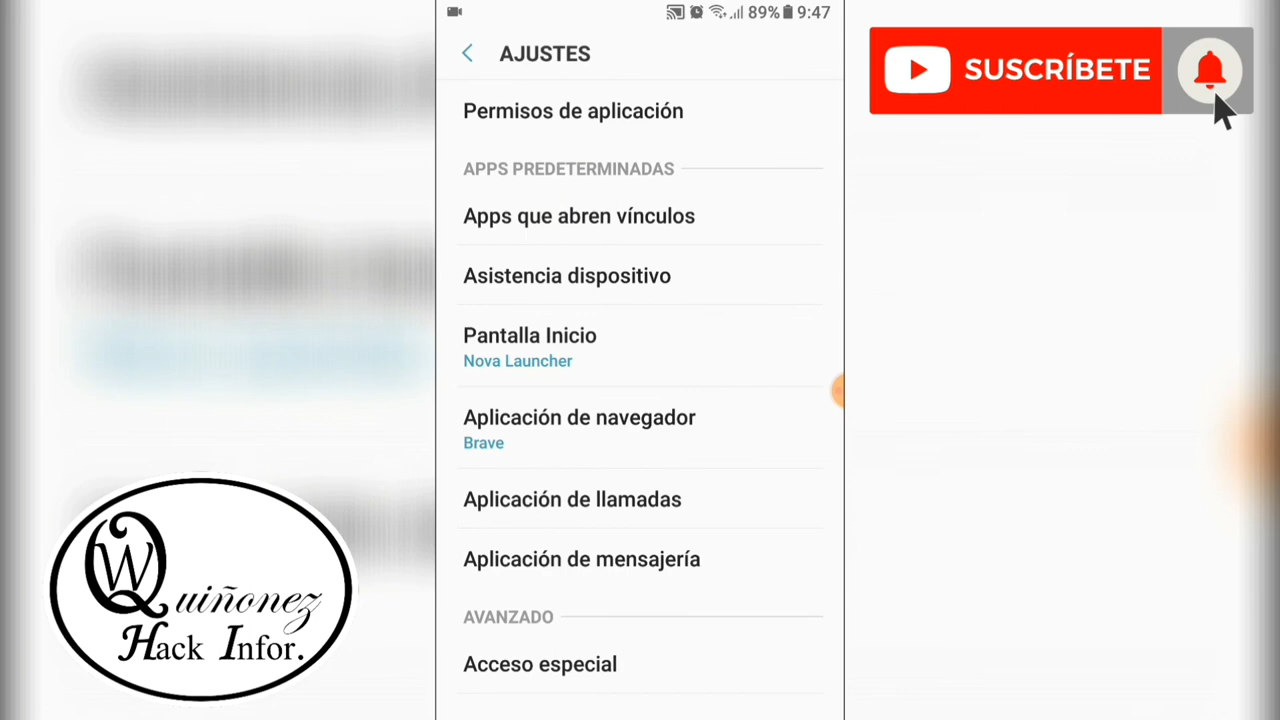 89% 9:47
AJUSTES
SUSCRÍBETE
Permisos de aplicación
APPS PREDETERMINADAS
Apps que abren vínculos
Asistencia dispositivo
Pantalla Inicio
Nova Launcher
Aplicación de navegador
Brave
Aplicación de llamadas
Aplicación de mensajería
AVANZADO
Acceso especial
W Quiñonez
Hack Infor.